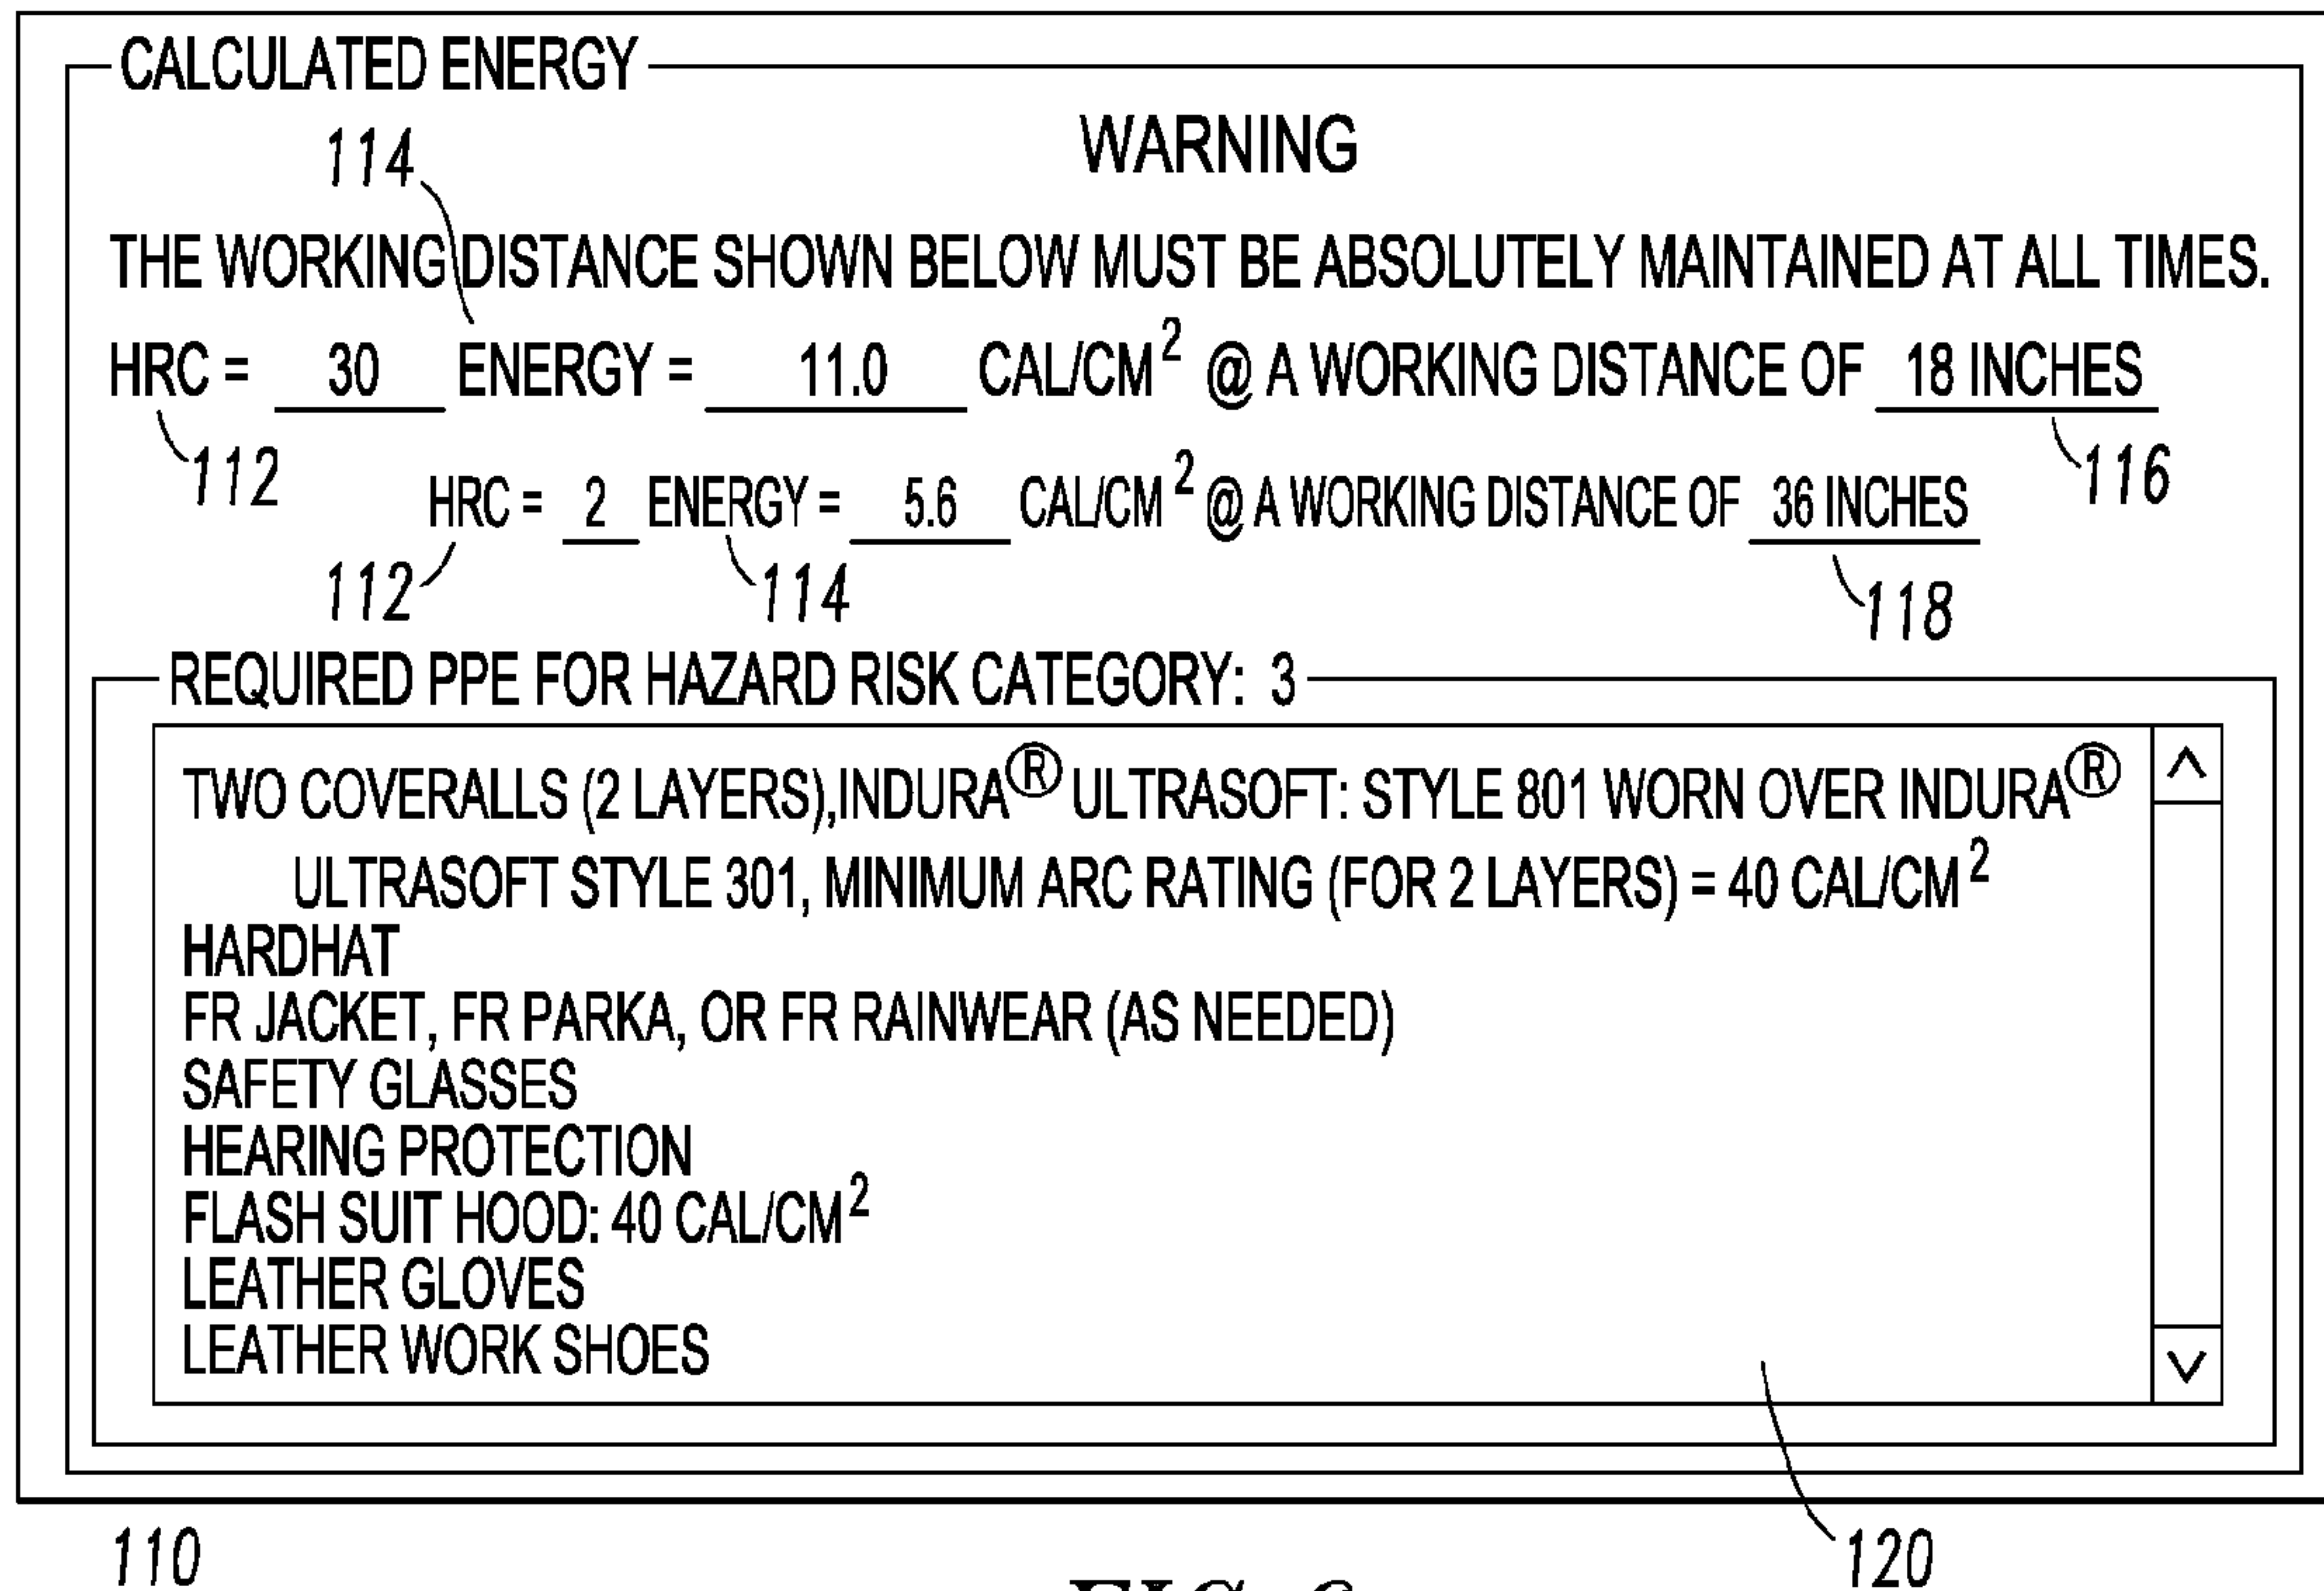 CALCULATED ENERGY
114
WARNING
THE WORKING DISTANCE SHOWN BELOW MUST BE ABSOLUTELY MAINTAINED AT ALL TIMES.
HRC = 30 ENERGY = 11.0 CAL/CM² @ A WORKING DISTANCE OF 18 INCHES
112 116
HRC = 2 ENERGY = 5.6 CAL/CM² @ A WORKING DISTANCE OF 36 INCHES
112 114 118
REQUIRED PPE FOR HAZARD RISK CATEGORY: 3
TWO COVERALLS (2 LAYERS),INDURA® ULTRASOFT: STYLE 801 WORN OVER INDURA®
ULTRASOFT STYLE 301, MINIMUM ARC RATING (FOR 2 LAYERS) = 40 CAL/CM²
HARDHAT
FR JACKET, FR PARKA, OR FR RAINWEAR (AS NEEDED)
SAFETY GLASSES
HEARING PROTECTION
FLASH SUIT HOOD: 40 CAL/CM²
LEATHER GLOVES
LEATHER WORK SHOES
110 120